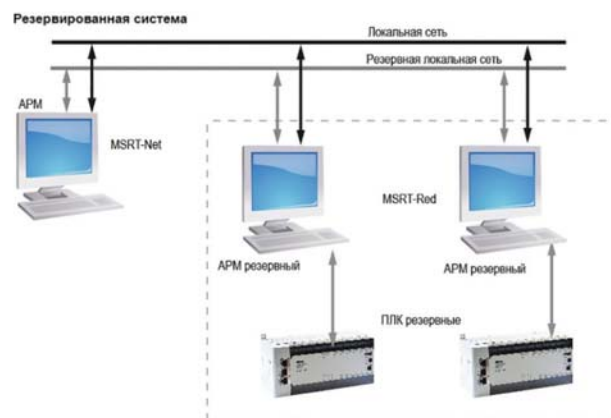 Резервированная система
Локальная сеть
Резервная локальная сеть
АРМ
MSRT-Net
MSRT-Red
АРМ резервный
АРМ резервный
ПЛК резервные